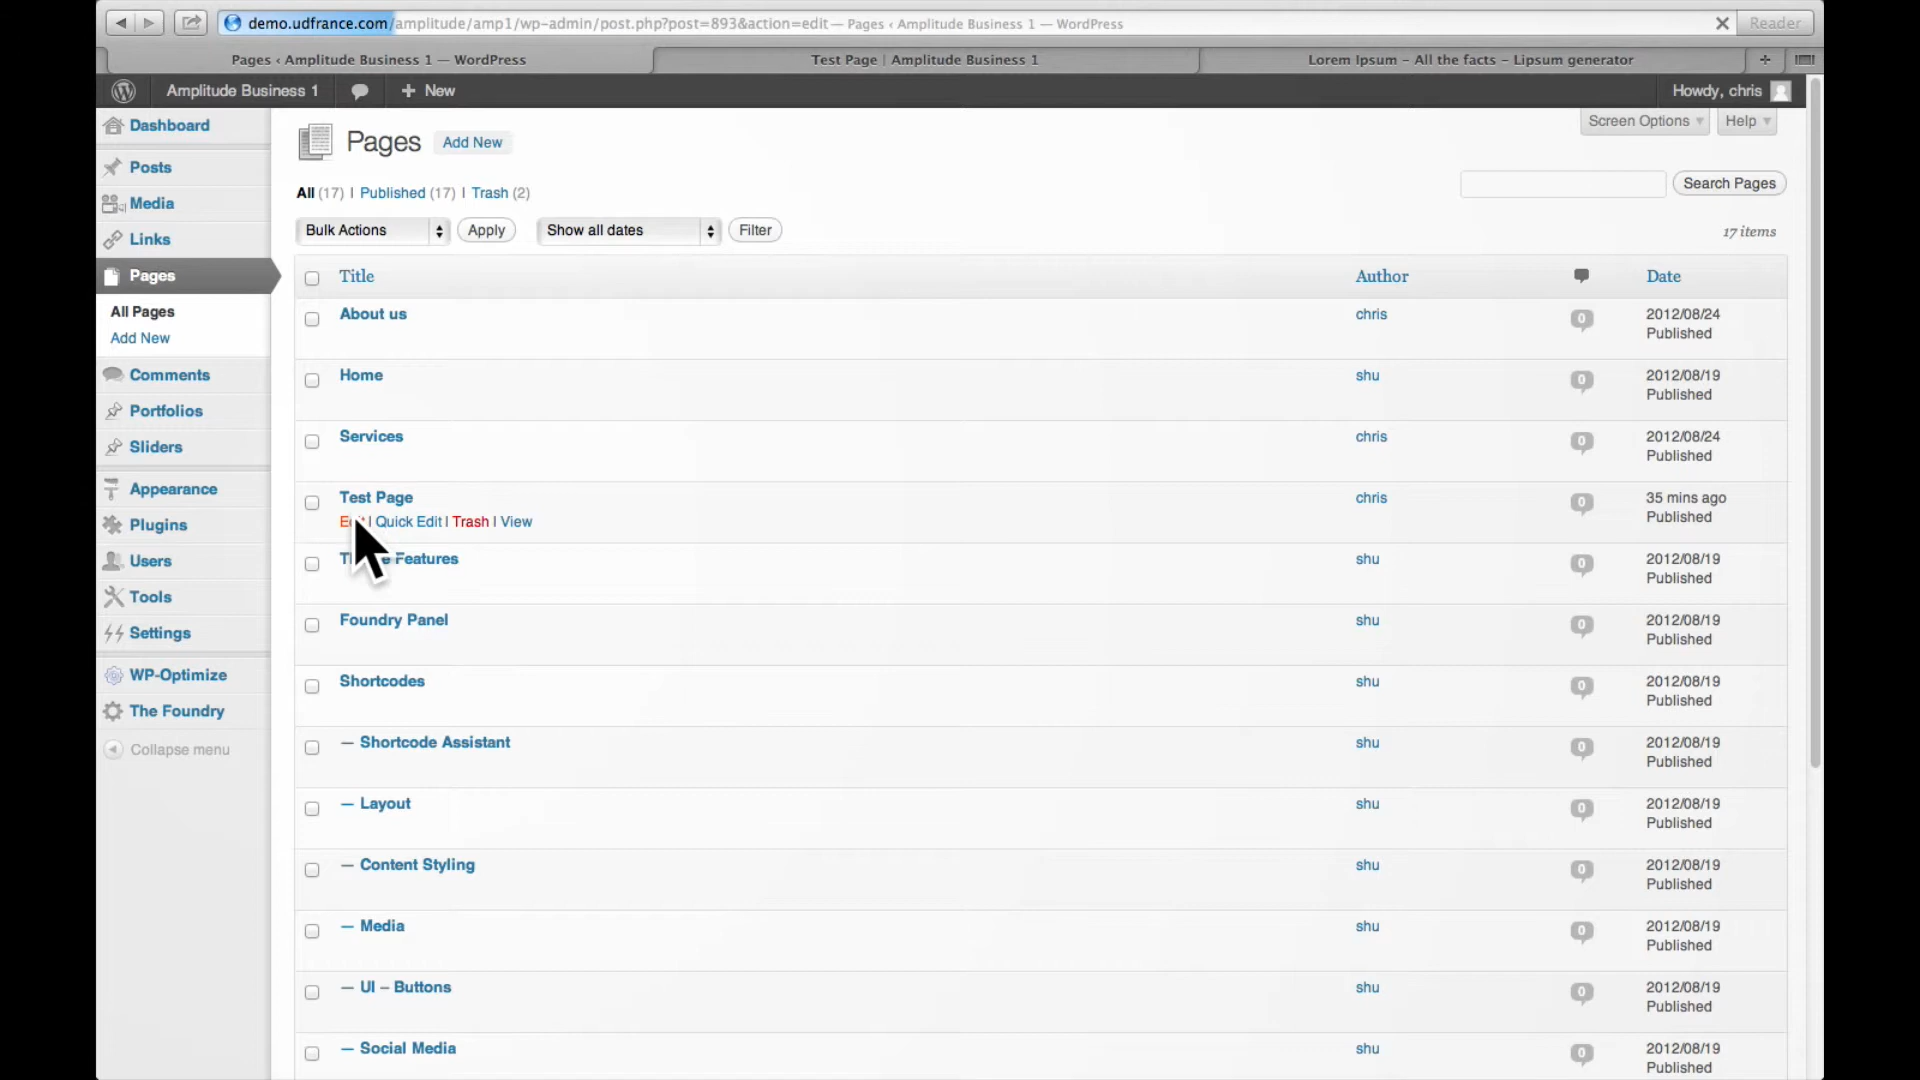 demo.udfrance.com/amplitude/amp1/wp-admin/post.php?post=893&action=edit — Pages ‹ Amplitude Business 1 — WordPress
Reader
Pages ‹ Amplitude Business 1 — WordPress
Test Page | Amplitude Business 1
Lorem Ipsum – All the facts – Lipsum generator
Amplitude Business 1
+ New
Howdy, chris
Dashboard
Posts
Media
Links
Pages
All Pages
Add New
Comments
Portfolios
Sliders
Appearance
Plugins
Users
Tools
Settings
WP-Optimize
The Foundry
Collapse menu
Pages Add New
Screen Options
Help
All (17) | Published (17) | Trash (2)
Search Pages
Bulk Actions
Apply
Show all dates
Filter
17 items
Title Author Date
About us chris 0 2012/08/24
Published
Home shu 0 2012/08/19
Published
Services chris 0 2012/08/24
Published
Test Page chris 0 35 mins ago
Published
Quick Edit | Trash | View
Features shu 0 2012/08/19
Published
Foundry Panel shu 0 2012/08/19
Published
Shortcodes shu 0 2012/08/19
Published
— Shortcode Assistant shu 0 2012/08/19
Published
— Layout shu 0 2012/08/19
Published
— Content Styling shu 0 2012/08/19
Published
— Media shu 0 2012/08/19
Published
— UI – Buttons shu 0 2012/08/19
Published
— Social Media shu 0 2012/08/19
Published